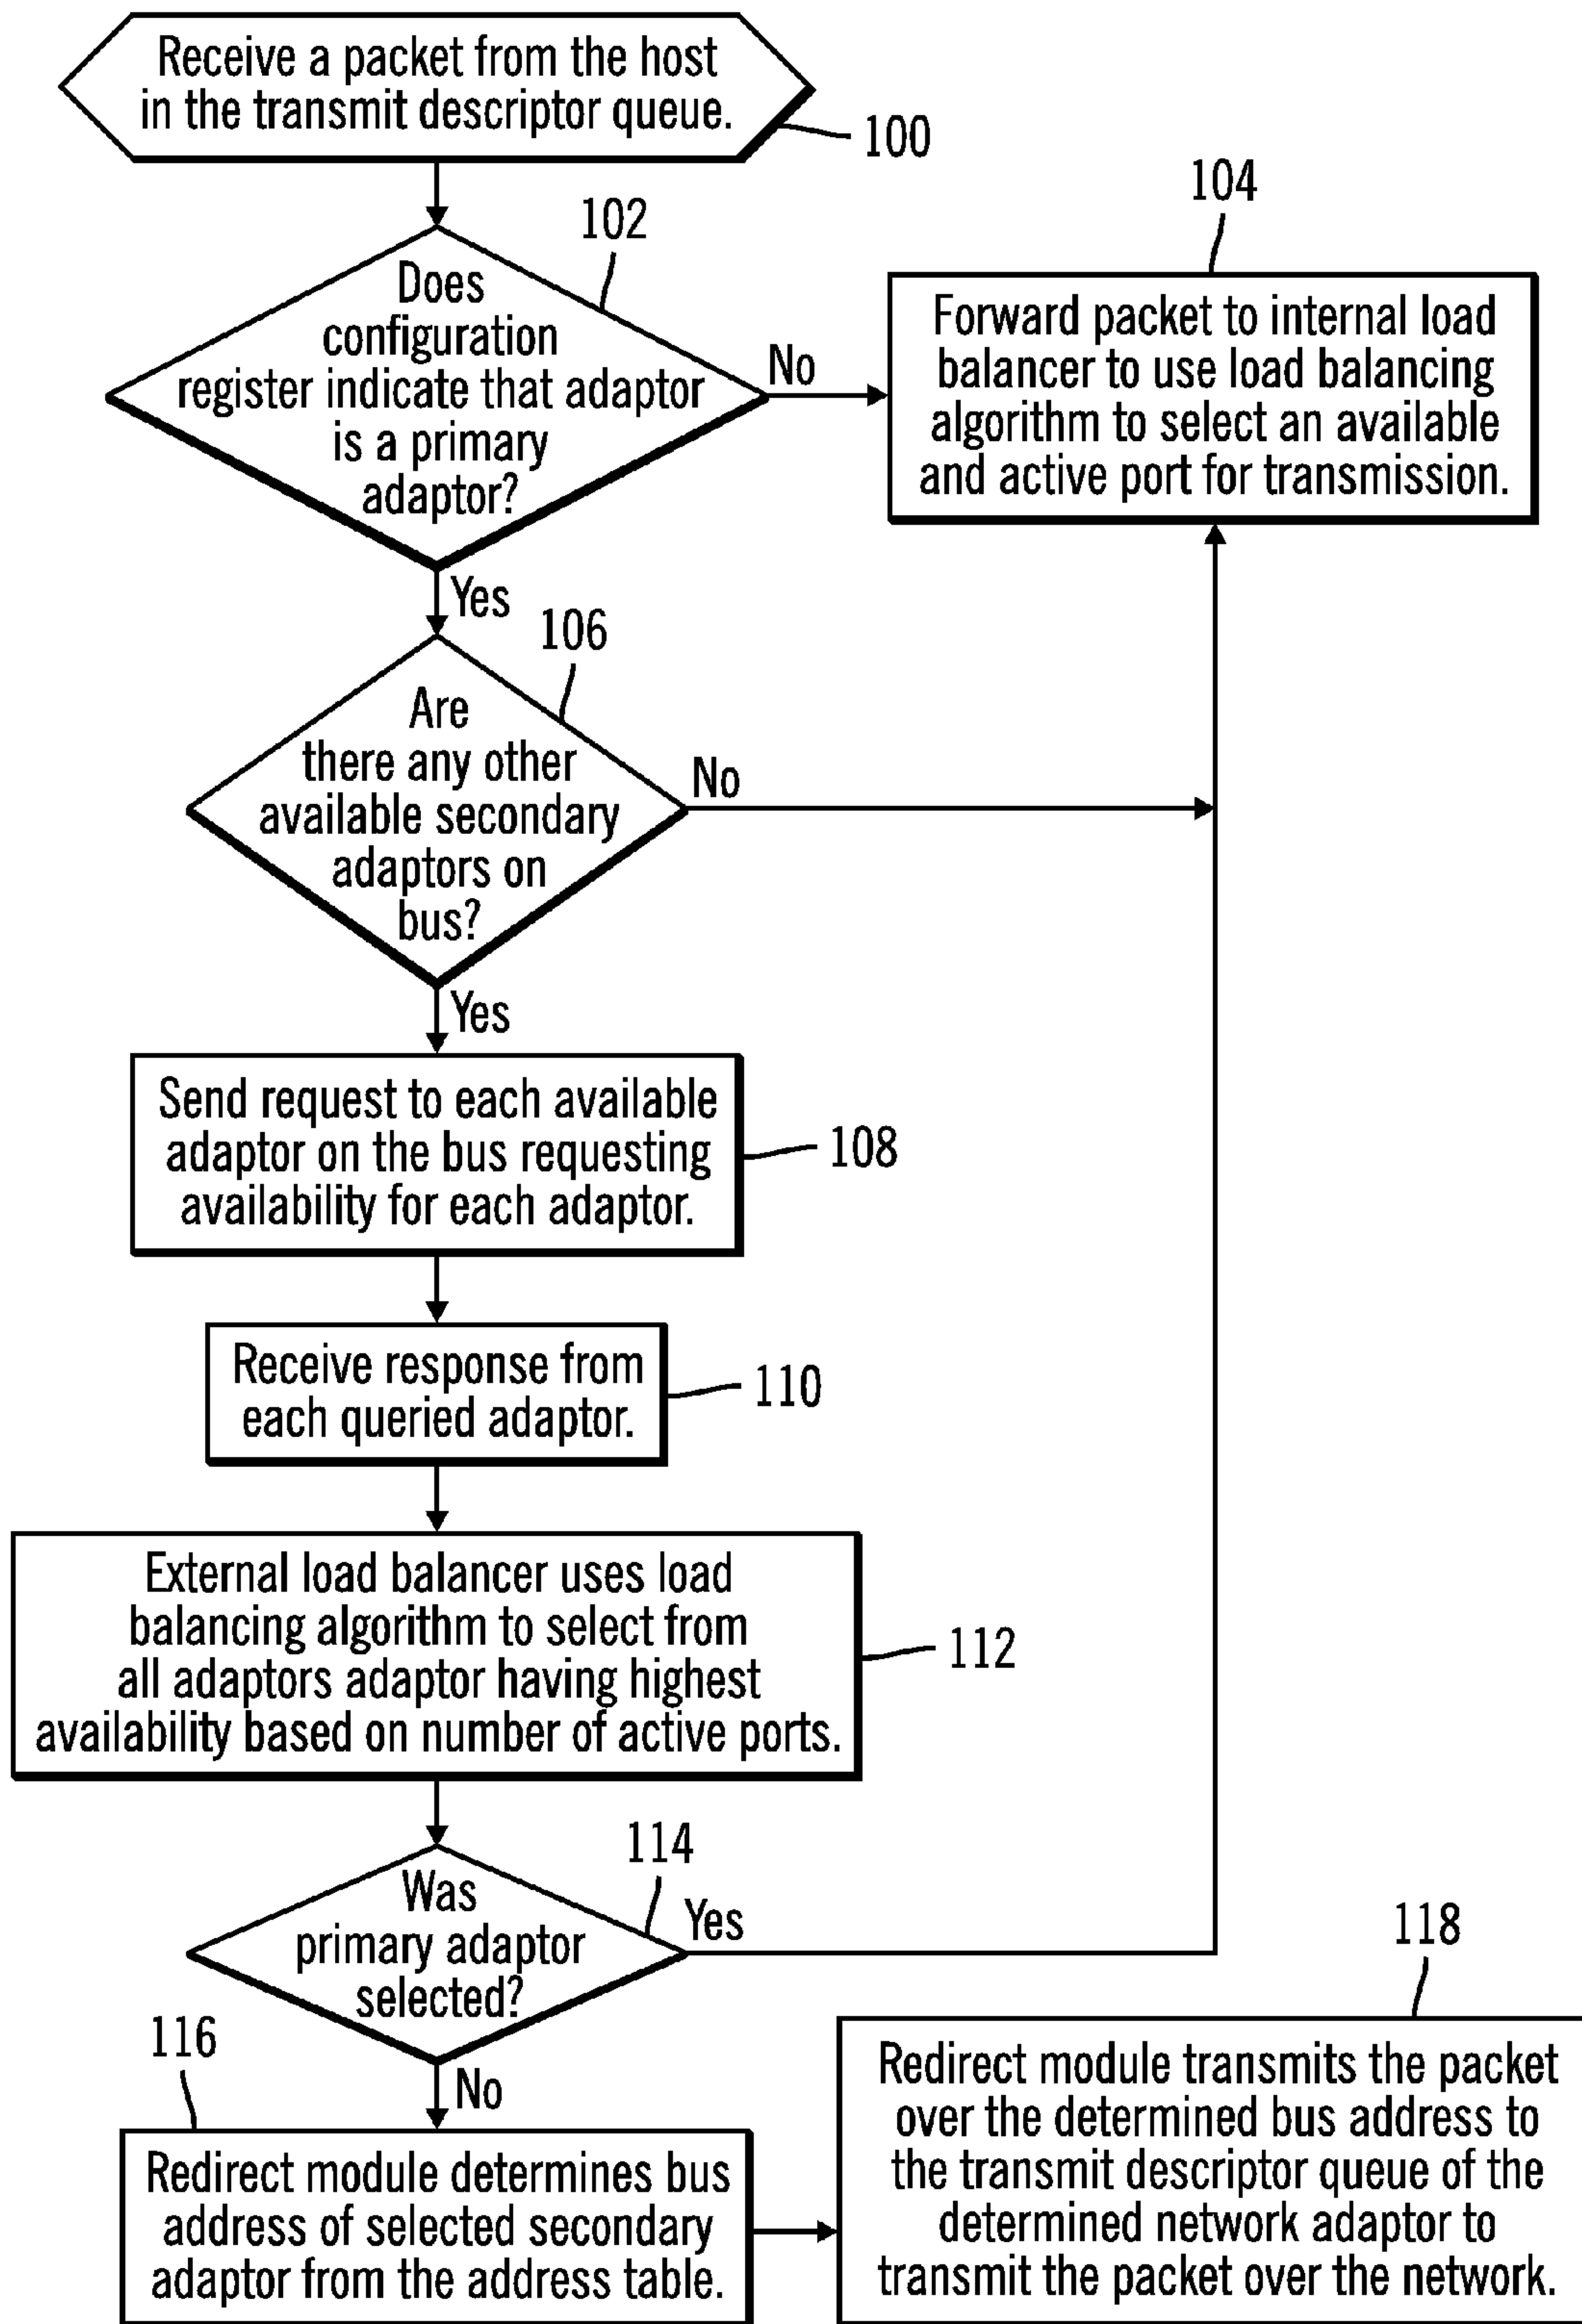 Receive a packet from the host
in the transmit descriptor queue.
100
102
Does
configuration
register indicate that adaptor
is a primary
adaptor?
No
104
Forward packet to internal load
balancer to use load balancing
algorithm to select an available
and active port for transmission.
Yes
106
Are
there any other
available secondary
adaptors on
bus?
No
Yes
Send request to each available
adaptor on the bus requesting
availability for each adaptor.
108
Receive response from
each queried adaptor.
110
External load balancer uses load
balancing algorithm to select from
all adaptors adaptor having highest
availability based on number of active ports.
112
114
Was
primary adaptor
selected?
Yes
No
116
Redirect module determines bus
address of selected secondary
adaptor from the address table.
118
Redirect module transmits the packet
over the determined bus address to
the transmit descriptor queue of the
determined network adaptor to
transmit the packet over the network.